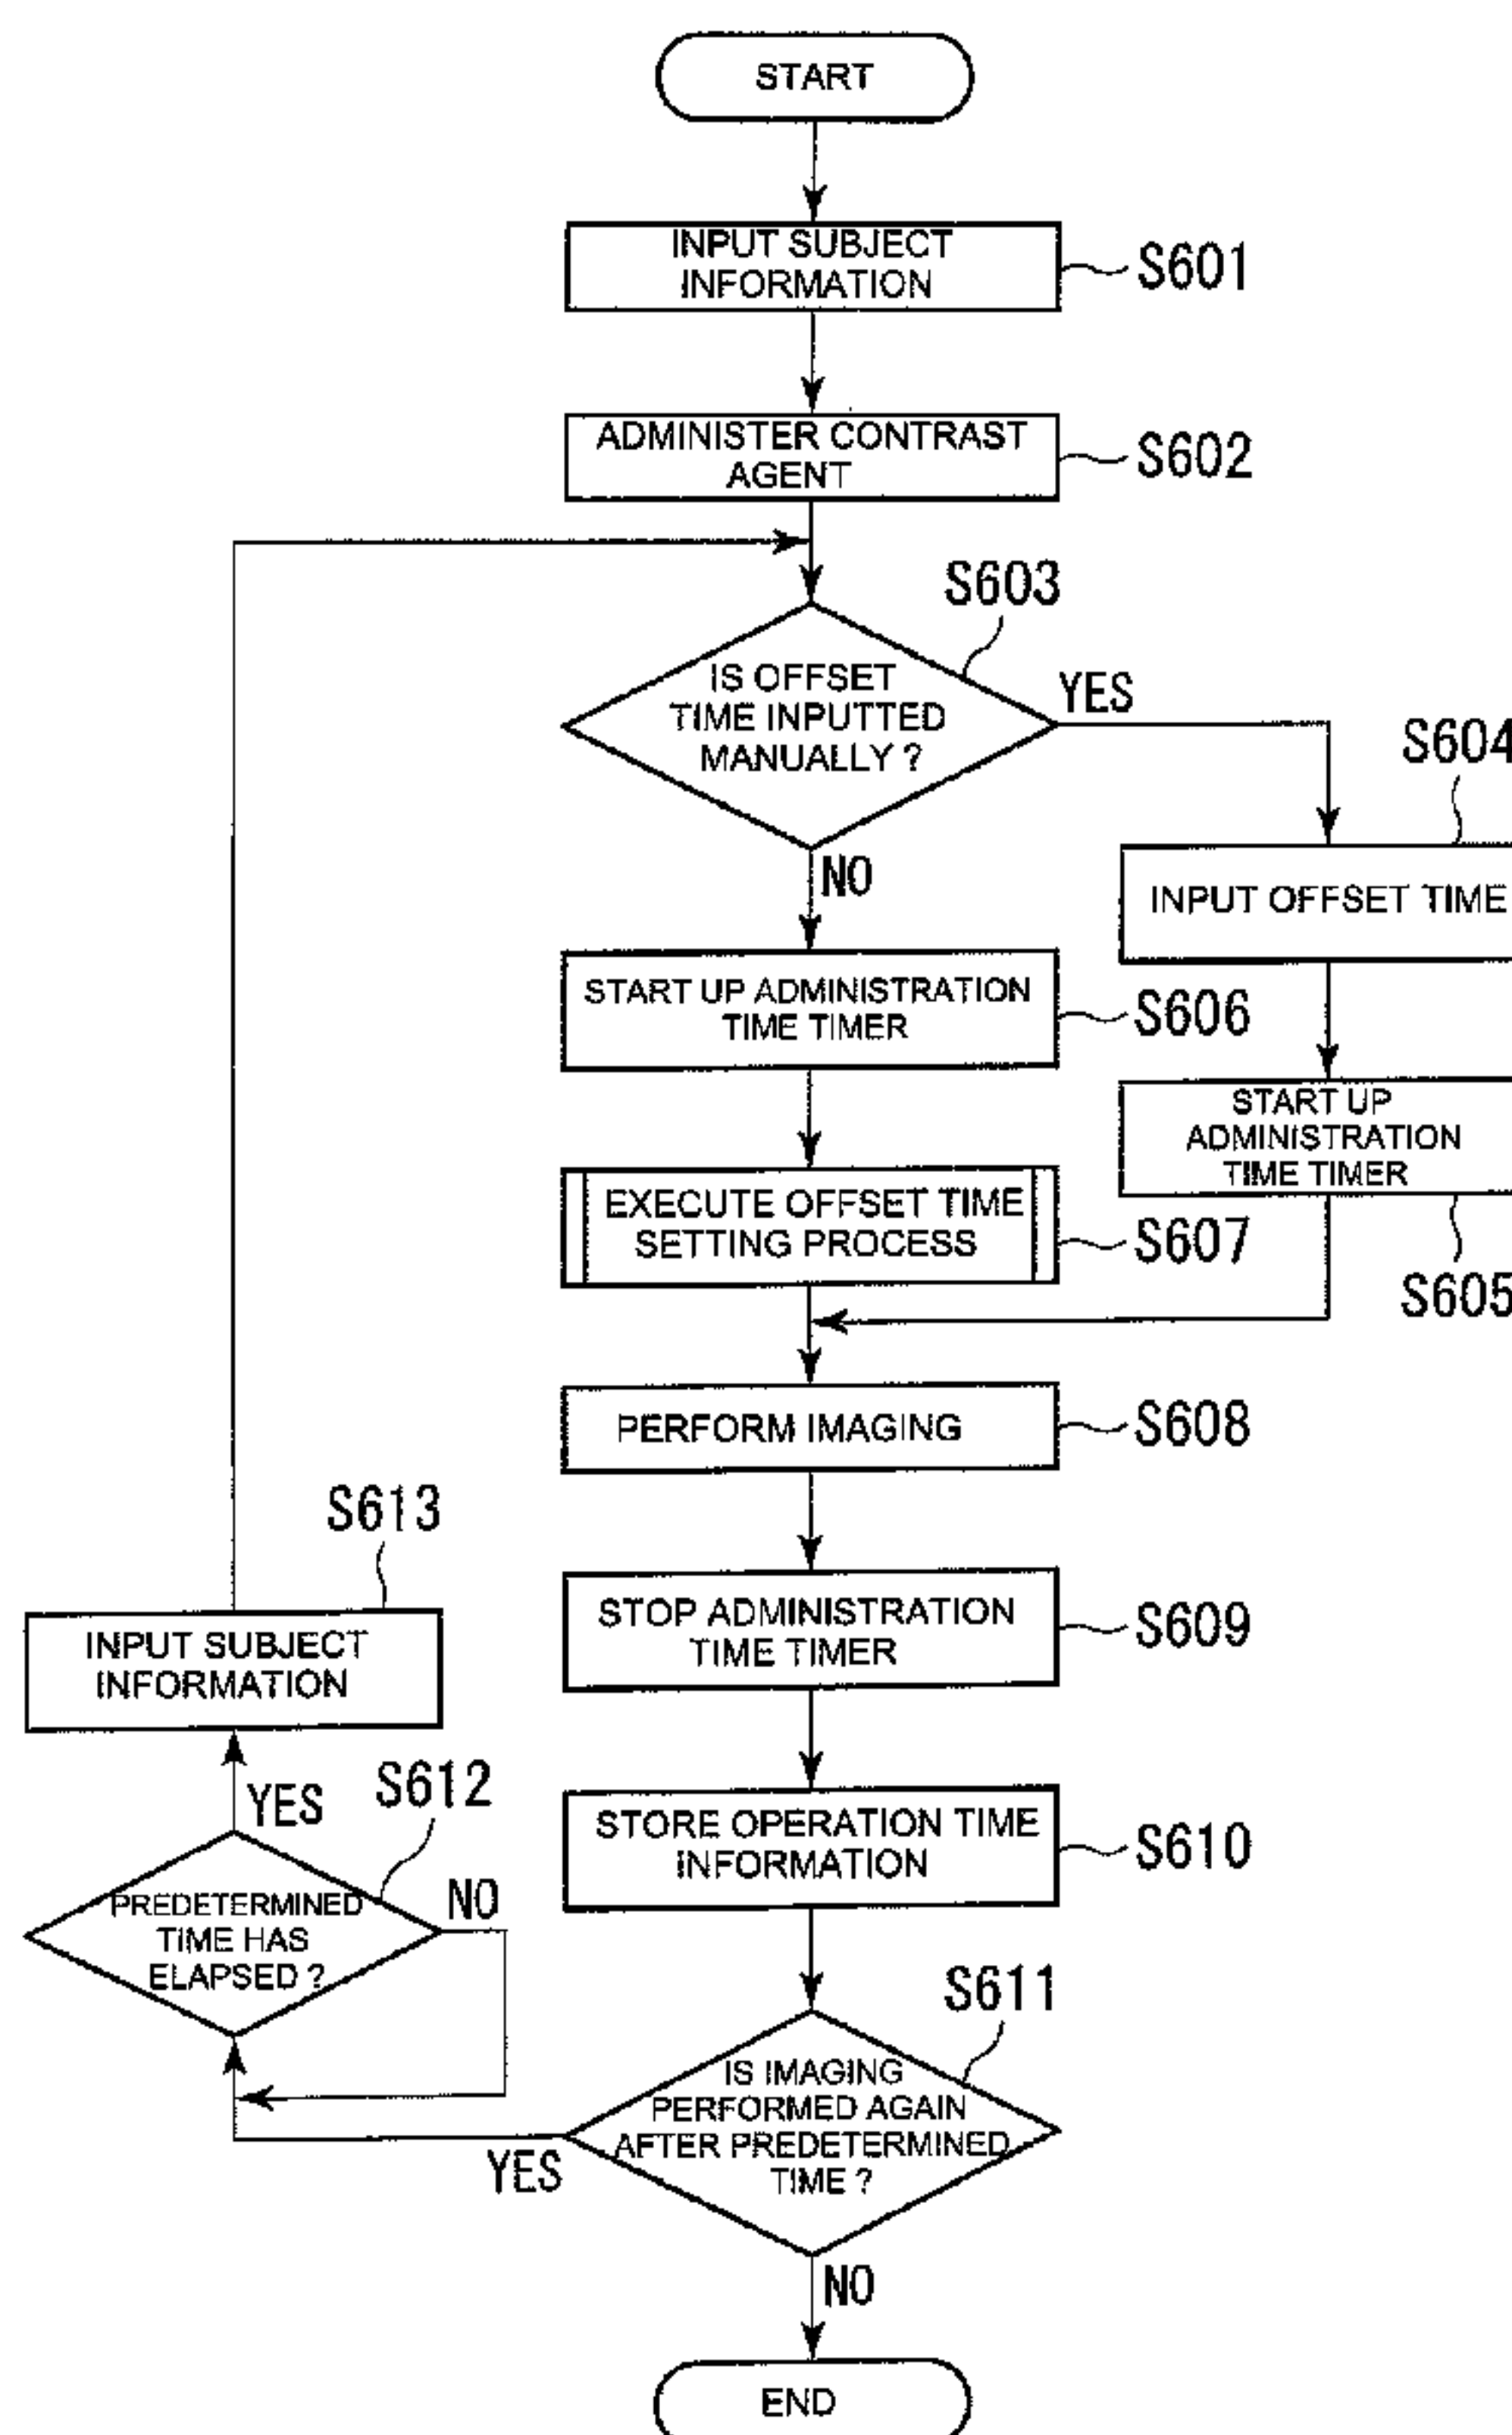 START
INPUT SUBJECT
INFORMATION
S601
ADMINISTER CONTRAST
AGENT
S602
S603
IS OFFSET
TIME INPUTTED
MANUALLY ?
YES
NO
S604
INPUT OFFSET TIME
START UP ADMINISTRATION
TIME TIMER
S606
START UP
ADMINISTRATION
TIME TIMER
S605
EXECUTE OFFSET TIME
SETTING PROCESS
S607
PERFORM IMAGING
S608
STOP ADMINISTRATION
TIME TIMER
S609
STORE OPERATION TIME
INFORMATION
S610
S611
IS IMAGING
PERFORMED AGAIN
AFTER PREDETERMINED
TIME ?
YES
NO
S612
PREDETERMINED
TIME HAS
ELAPSED ?
NO
YES
S613
INPUT SUBJECT
INFORMATION
END